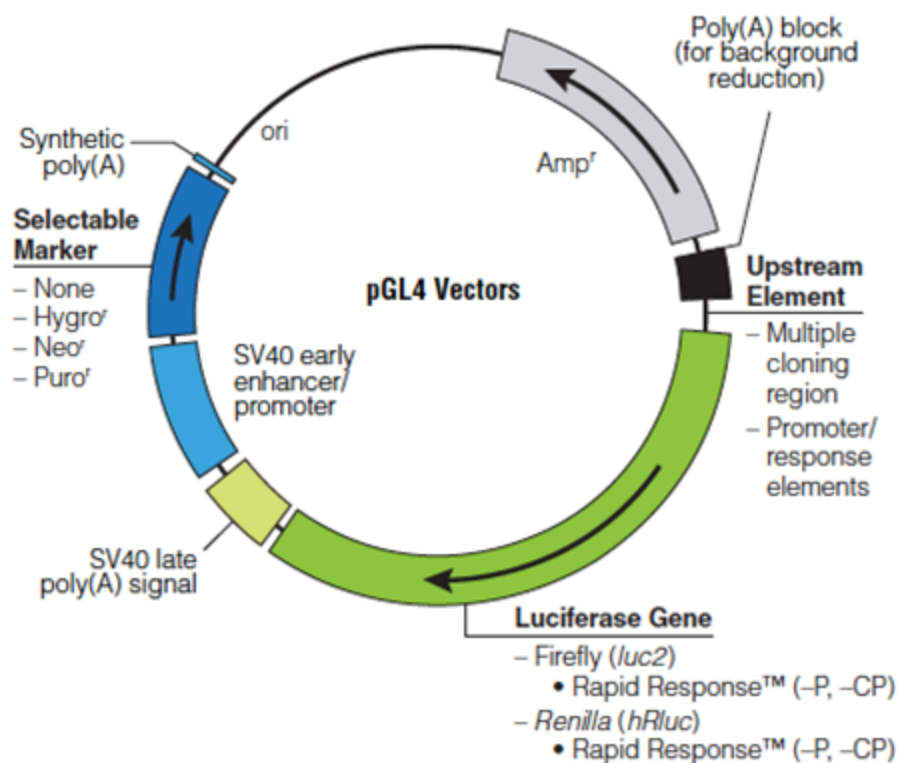 Poly(A) block
(for background
reduction)
Synthetic
poly(A)
ori
Ampʳ
Selectable
Marker
– None
– Hygroʳ
– Neoʳ
– Puroʳ
pGL4 Vectors
Upstream
Element
– Multiple
cloning
region
– Promoter/
response
elements
SV40 early
enhancer/
promoter
SV40 late
poly(A) signal
Luciferase Gene
– Firefly (luc2)
• Rapid Response™ (–P, –CP)
– Renilla (hRluc)
• Rapid Response™ (–P, –CP)